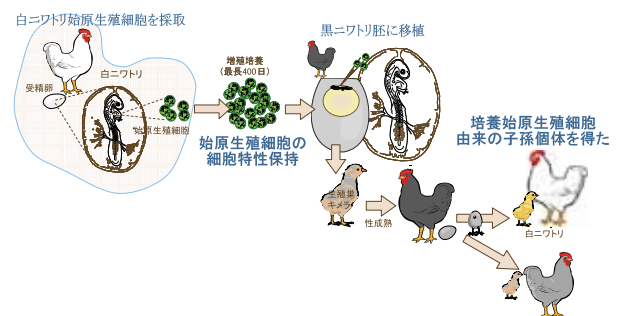 白ニワトリ始原生殖細胞を採取
受精卵
白ニワトリ
始原生殖細胞
増殖培養
(最長400日)
始原生殖細胞の
細胞特性保持
黒ニワトリ胚に移植
生殖巣
キメラ
性成熟
培養始原生殖細胞
由来の子孫個体を得た
白ニワトリ